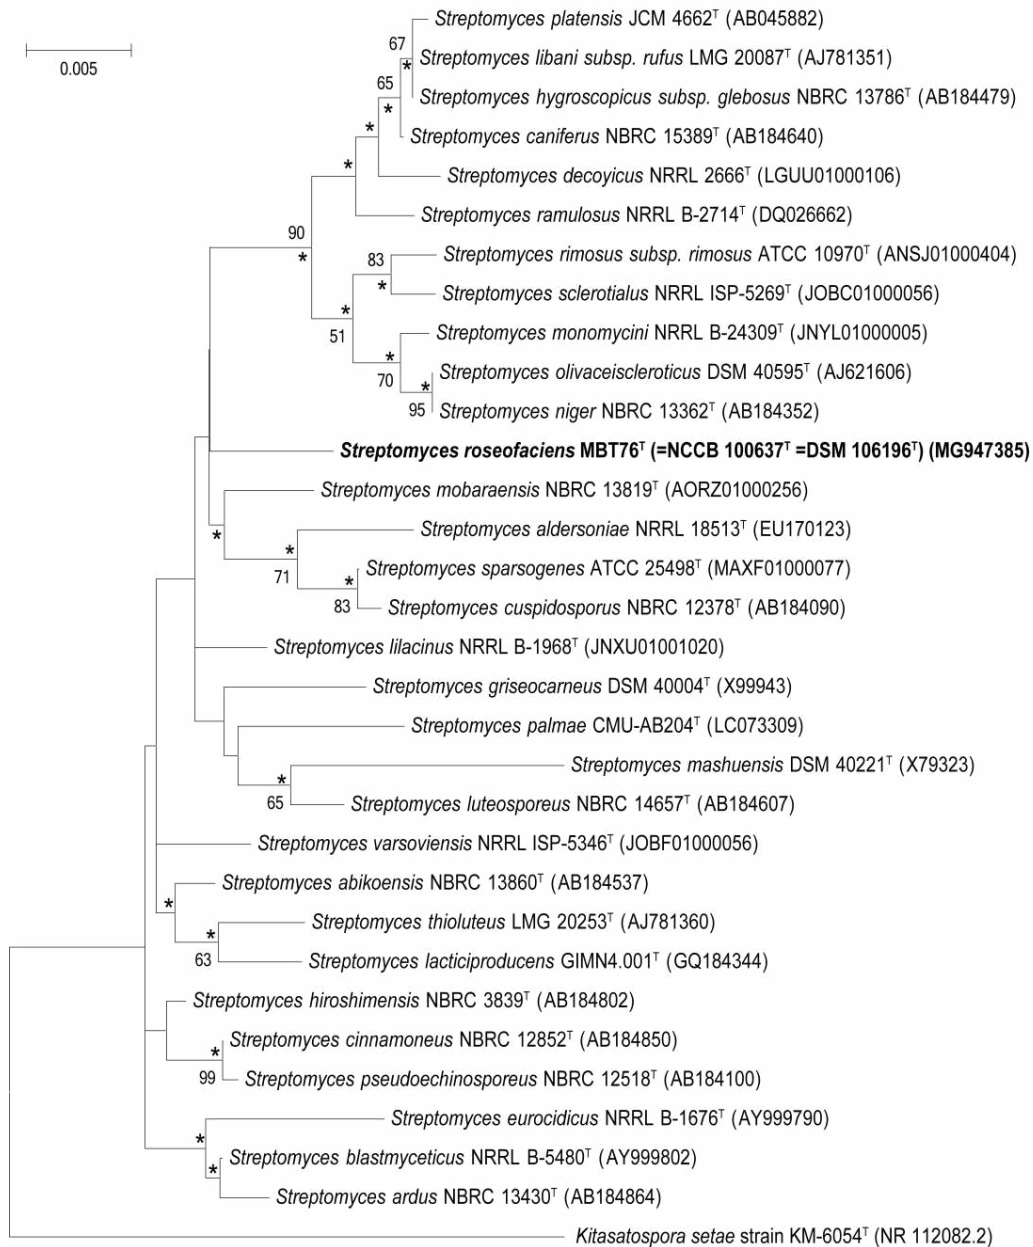 Streptomyces platensis JCM 4662ᵀ (AB045882)
67
*
0.005
Streptomyces libani subsp. rufus LMG 20087ᵀ (AJ781351)
65
*
Streptomyces hygroscopicus subsp. glebosus NBRC 13786ᵀ (AB184479)
*
Streptomyces caniferus NBRC 15389ᵀ (AB184640)
*
Streptomyces decoyicus NRRL 2666ᵀ (LGUU01000106)
Streptomyces ramulosus NRRL B-2714ᵀ (DQ026662)
90
*
Streptomyces rimosus subsp. rimosus ATCC 10970ᵀ (ANSJ01000404)
83
*
Streptomyces sclerotialus NRRL ISP-5269ᵀ (JOBC01000056)
*
51
Streptomyces monomycini NRRL B-24309ᵀ (JNYL01000005)
*
70
Streptomyces olivaceiscleroticus DSM 40595ᵀ (AJ621606)
*
95
Streptomyces niger NBRC 13362ᵀ (AB184352)
Streptomyces roseofaciens MBT76ᵀ (=NCCB 100637ᵀ =DSM 106196ᵀ) (MG947385)
Streptomyces mobaraensis NBRC 13819ᵀ (AORZ01000256)
*
Streptomyces aldersoniae NRRL 18513ᵀ (EU170123)
*
71
Streptomyces sparsogenes ATCC 25498ᵀ (MAXF01000077)
*
83
Streptomyces cuspidosporus NBRC 12378ᵀ (AB184090)
Streptomyces lilacinus NRRL B-1968ᵀ (JNXU01001020)
Streptomyces griseocarneus DSM 40004ᵀ (X99943)
Streptomyces palmae CMU-AB204ᵀ (LC073309)
Streptomyces mashuensis DSM 40221ᵀ (X79323)
*
65
Streptomyces luteosporeus NBRC 14657ᵀ (AB184607)
Streptomyces varsoviensis NRRL ISP-5346ᵀ (JOBF01000056)
Streptomyces abikoensis NBRC 13860ᵀ (AB184537)
*
Streptomyces thioluteus LMG 20253ᵀ (AJ781360)
*
63
Streptomyces lacticiproducens GIMN4.001ᵀ (GQ184344)
Streptomyces hiroshimensis NBRC 3839ᵀ (AB184802)
Streptomyces cinnamoneus NBRC 12852ᵀ (AB184850)
*
99
Streptomyces pseudoechinosporeus NBRC 12518ᵀ (AB184100)
Streptomyces eurocidicus NRRL B-1676ᵀ (AY999790)
*
Streptomyces blastmyceticus NRRL B-5480ᵀ (AY999802)
*
Streptomyces ardus NBRC 13430ᵀ (AB184864)
Kitasatospora setae strain KM-6054ᵀ (NR 112082.2)